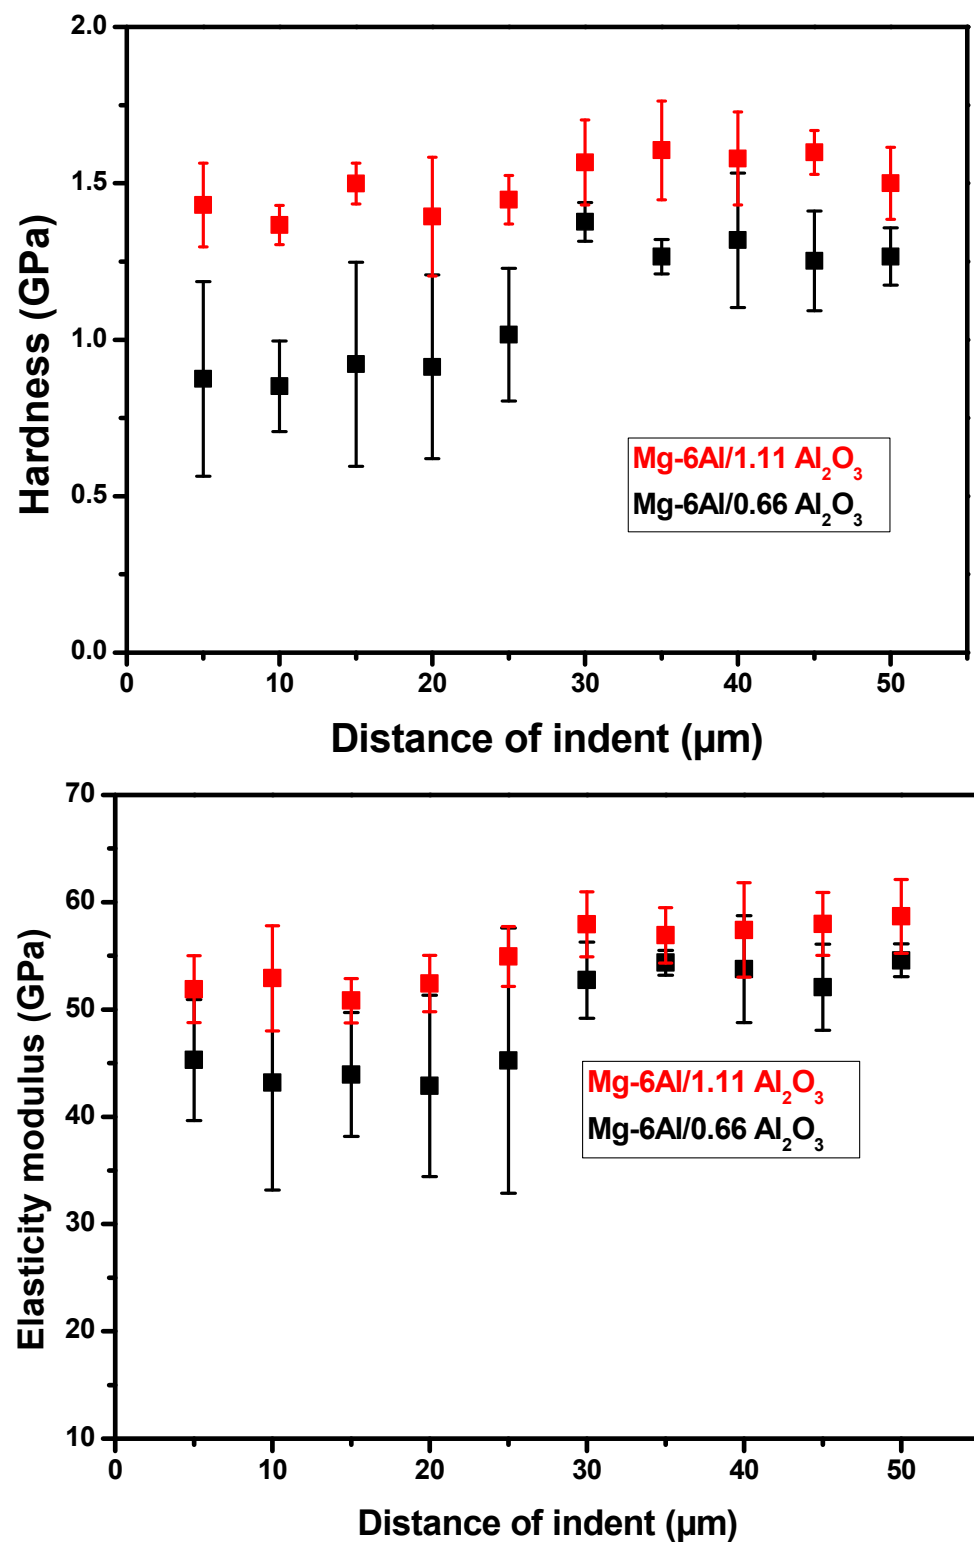 2.0
1.5
1.0
0.5
0.0
Hardness (GPa)
Mg-6Al/1.11 Al₂O₃
Mg-6Al/0.66 Al₂O₃
0 10 20 30 40 50
Distance of indent (µm)
70
60
50
40
30
20
10
Elasticity modulus (GPa)
Mg-6Al/1.11 Al₂O₃
Mg-6Al/0.66 Al₂O₃
0 10 20 30 40 50
Distance of indent (µm)